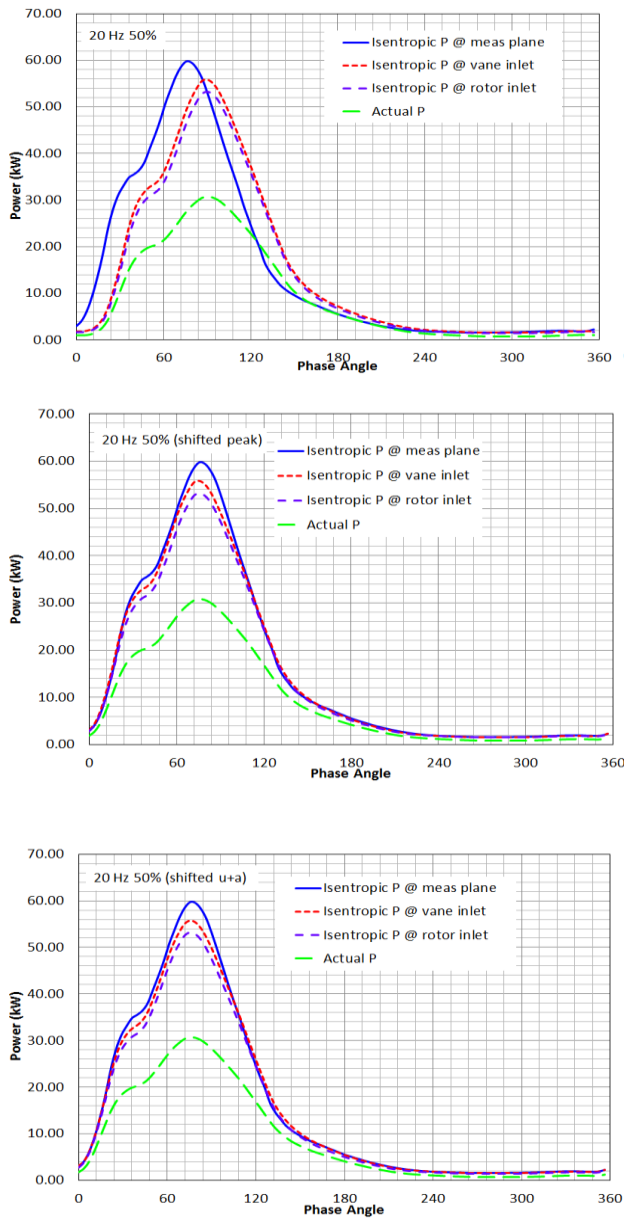 70.00
20 Hz 50%
Isentropic P @ meas plane
60.00
Isentropic P @ vane inlet
50.00
Isentropic P @ rotor inlet
Actual P
40.00
Power (kW)
30.00
20.00
10.00
0.00
0 60 120 180 240 300 360
Phase Angle
70.00
20 Hz 50% (shifted peak)
Isentropic P @ meas plane
60.00
Isentropic P @ vane inlet
50.00
Isentropic P @ rotor inlet
Actual P
40.00
Power (kW)
30.00
20.00
10.00
0.00
0 60 120 180 240 300 360
Phase Angle
70.00
20 Hz 50% (shifted u+a)
Isentropic P @ meas plane
60.00
Isentropic P @ vane inlet
50.00
Isentropic P @ rotor inlet
Actual P
40.00
Power (kW)
30.00
20.00
10.00
0.00
0 60 120 180 240 300 360
Phase Angle